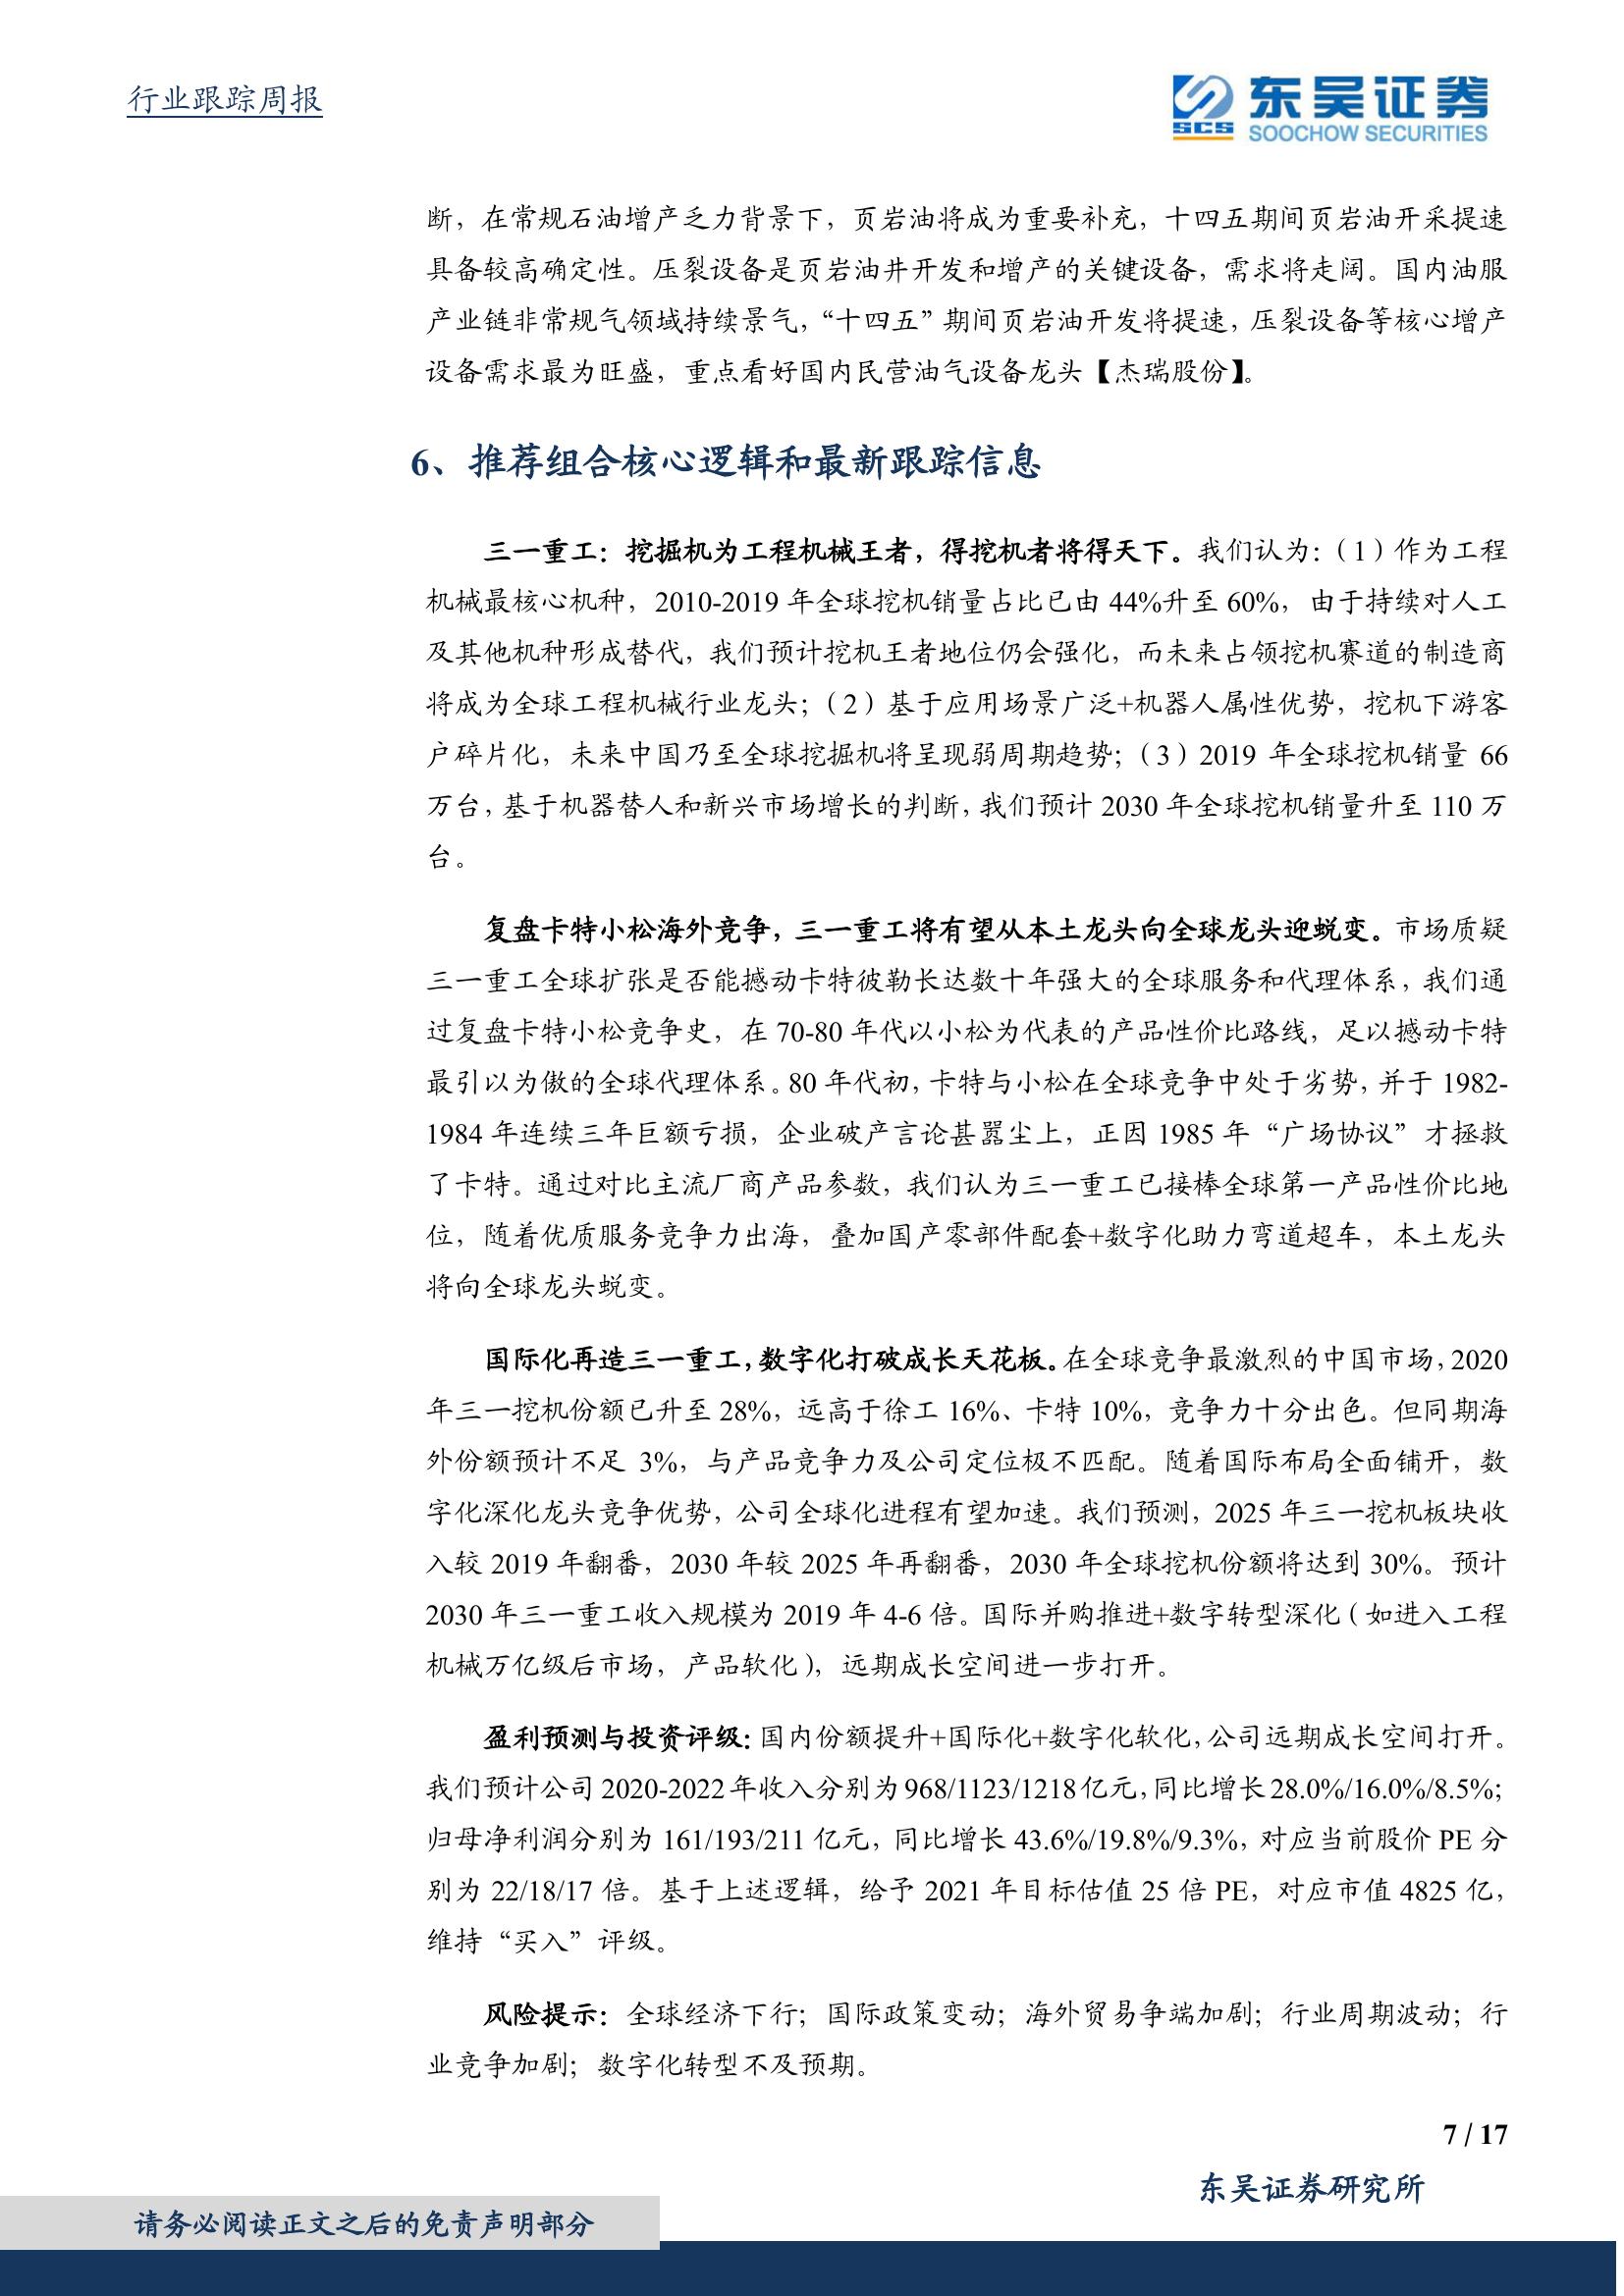 行业跟踪周报
SCS
东吴证券
SOOCHOW SECURITIES
断，在常规石油增产乏力背景下，页岩油将成为重要补充，十四五期间页岩油开采提速
具备较高确定性。压裂设备是页岩油井开发和增产的关键设备，需求将走阔。国内油服
产业链非常规气领域持续景气，“十四五”期间页岩油开发将提速，压裂设备等核心增产
设备需求最为旺盛，重点看好国内民营油气设备龙头【杰瑞股份】。
6、推荐组合核心逻辑和最新跟踪信息
三一重工：挖掘机为工程机械王者，得挖机者将得天下。我们认为：（1）作为工程
机械最核心机种，2010-2019 年全球挖机销量占比已由 44%升至 60%，由于持续对人工
及其他机种形成替代，我们预计挖机王者地位仍会强化，而未来占领挖机赛道的制造商
将成为全球工程机械行业龙头；（2）基于应用场景广泛+机器人属性优势，挖机下游客
户碎片化，未来中国乃至全球挖掘机将呈现弱周期趋势；（3）2019 年全球挖机销量 66
万台，基于机器替人和新兴市场增长的判断，我们预计 2030 年全球挖机销量升至 110 万
台。
复盘卡特小松海外竞争，三一重工将有望从本土龙头向全球龙头迎蜕变。市场质疑
三一重工全球扩张是否能撼动卡特彼勒长达数十年强大的全球服务和代理体系，我们通
过复盘卡特小松竞争史，在 70-80 年代以小松为代表的产品性价比路线，足以撼动卡特
最引以为傲的全球代理体系。80 年代初，卡特与小松在全球竞争中处于劣势，并于 1982-
1984 年连续三年巨额亏损，企业破产言论甚嚣尘上，正因 1985 年“广场协议”才拯救
了卡特。通过对比主流厂商产品参数，我们认为三一重工已接棒全球第一产品性价比地
位，随着优质服务竞争力出海，叠加国产零部件配套+数字化助力弯道超车，本土龙头
将向全球龙头蜕变。
国际化再造三一重工，数字化打破成长天花板。在全球竞争最激烈的中国市场，2020
年三一挖机份额已升至 28%，远高于徐工 16%、卡特 10%，竞争力十分出色。但同期海
外份额预计不足 3%，与产品竞争力及公司定位极不匹配。随着国际布局全面铺开，数
字化深化龙头竞争优势，公司全球化进程有望加速。我们预测，2025 年三一挖机板块收
入较 2019 年翻番，2030 年较 2025 年再翻番，2030 年全球挖机份额将达到 30%。预计
2030 年三一重工收入规模为 2019 年 4-6 倍。国际并购推进+数字转型深化（如进入工程
机械万亿级后市场，产品软化），远期成长空间进一步打开。
盈利预测与投资评级：国内份额提升+国际化+数字化软化，公司远期成长空间打开。
我们预计公司 2020-2022 年收入分别为 968/1123/1218 亿元，同比增长 28.0%/16.0%/8.5%；
归母净利润分别为 161/193/211 亿元，同比增长 43.6%/19.8%/9.3%，对应当前股价 PE 分
别为 22/18/17 倍。基于上述逻辑，给予 2021 年目标估值 25 倍 PE，对应市值 4825 亿，
维持“买入”评级。
风险提示：全球经济下行；国际政策变动；海外贸易争端加剧；行业周期波动；行
业竞争加剧；数字化转型不及预期。
7 / 17
东吴证券研究所
请务必阅读正文之后的免责声明部分